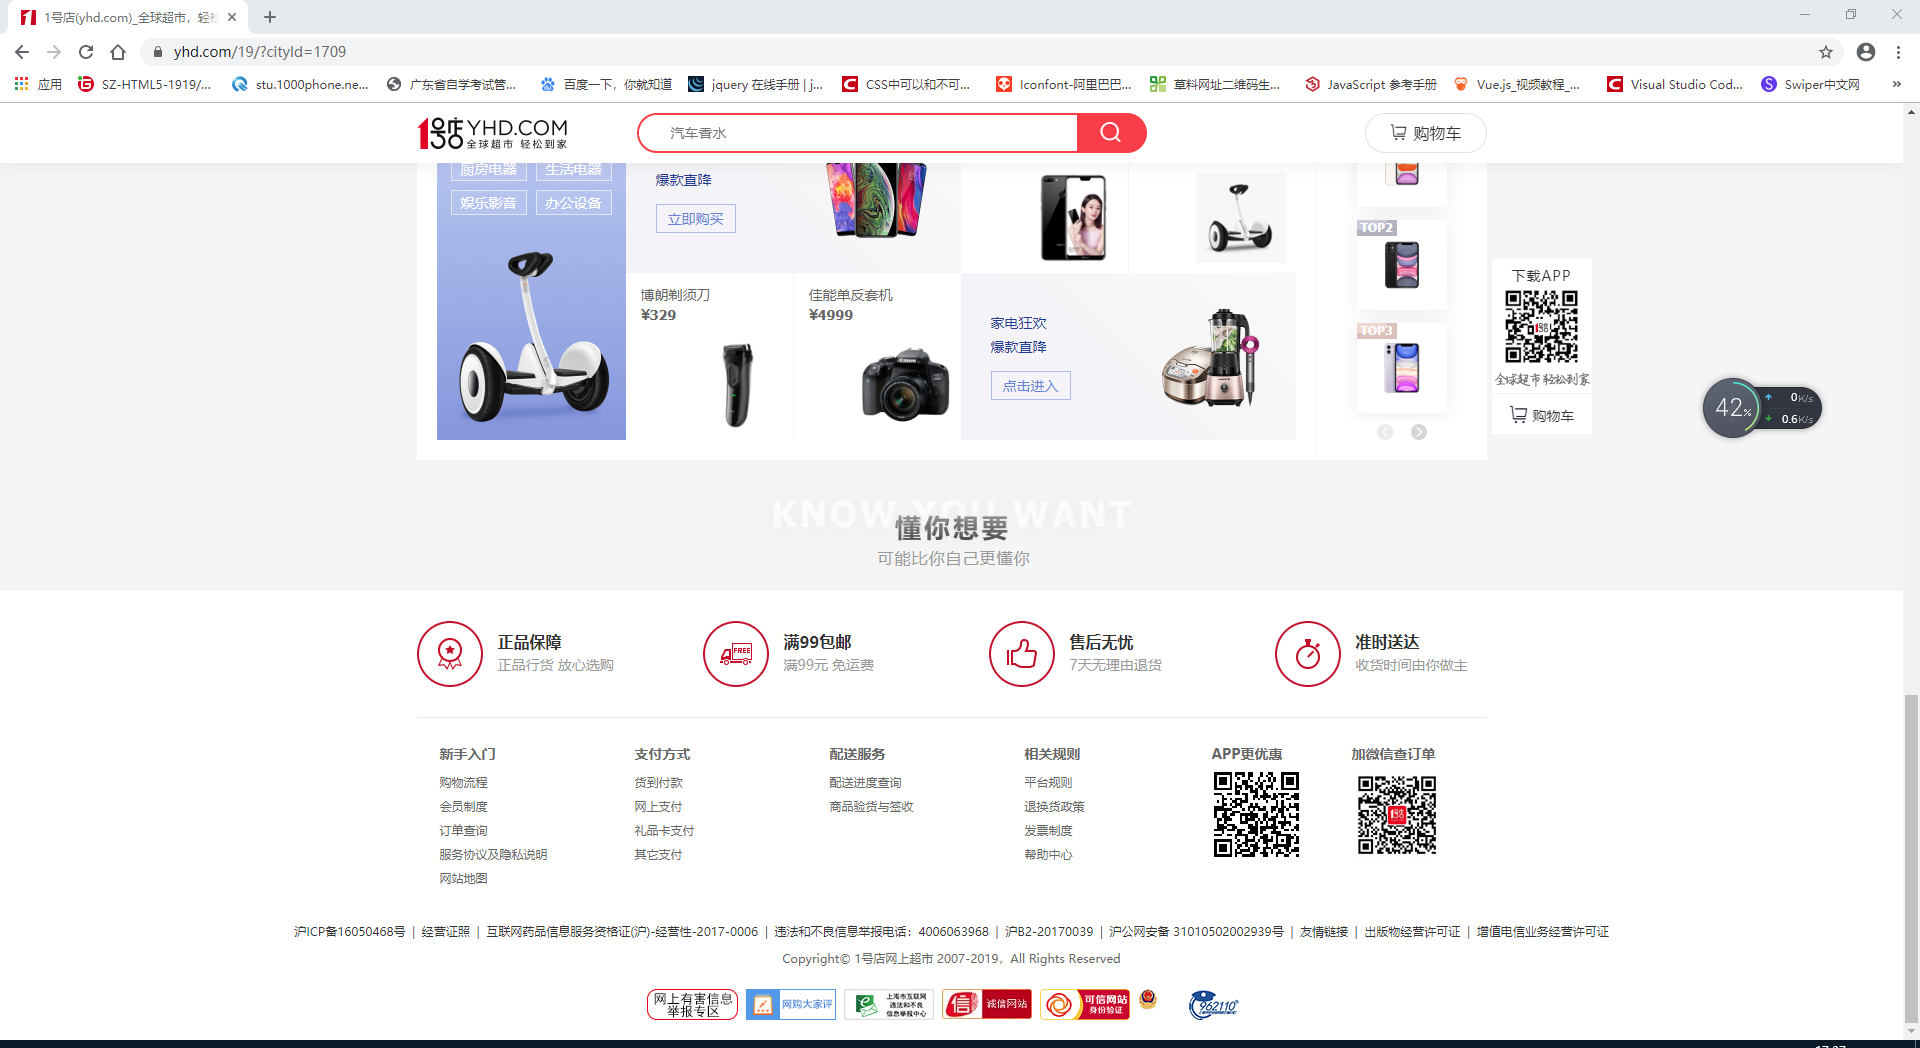 1号店(yhd.com)_全球超市，轻松
yhd.com/19/?cityId=1709
应用
SZ-HTML5-1919/...
stu.1000phone.ne...
广东省自学考试管...
百度一下，你就知道
jquery 在线手册 | j...
CSS中可以和不可...
Iconfont-阿里巴巴...
草料网址二维码生...
JavaScript 参考手册
Vue.js_视频教程_...
Visual Studio Cod...
Swiper中文网
»
1号店 YHD.COM
全球超市 轻松到家
汽车香水
购物车
厨房电器 生活电器
娱乐影音 办公设备
爆款直降
立即购买
博朗剃须刀
¥329
佳能单反套机
¥4999
家电狂欢
爆款直降
点击进入
TOP2
TOP3
下载APP
全球超市 轻松到家
购物车
42%
0K/s
0.6K/s
KNOW YOU WANT
懂你想要
可能比你自己更懂你
正品保障
正品行货 放心选购
FREE
满99包邮
满99元 免运费
售后无忧
7天无理由退货
准时送达
收货时间由你做主
新手入门
购物流程
会员制度
订单查询
服务协议及隐私说明
网站地图
支付方式
货到付款
网上支付
礼品卡支付
其它支付
配送服务
配送进度查询
商品验货与签收
相关规则
平台规则
退换货政策
发票制度
帮助中心
APP更优惠
加微信查订单
沪ICP备16050468号 | 经营证照 | 互联网药品信息服务资格证(沪)-经营性-2017-0006 | 违法和不良信息举报电话：4006063968 | 沪B2-20170039 | 沪公网安备 31010502002939号 | 友情链接 | 出版物经营许可证 | 增值电信业务经营许可证
Copyright© 1号店网上超市 2007-2019，All Rights Reserved
网上有害信息
举报专区
网购大家评
上海市互联网
违法和不良
信息举报中心
诚信网站
可信网站
身份验证
962110